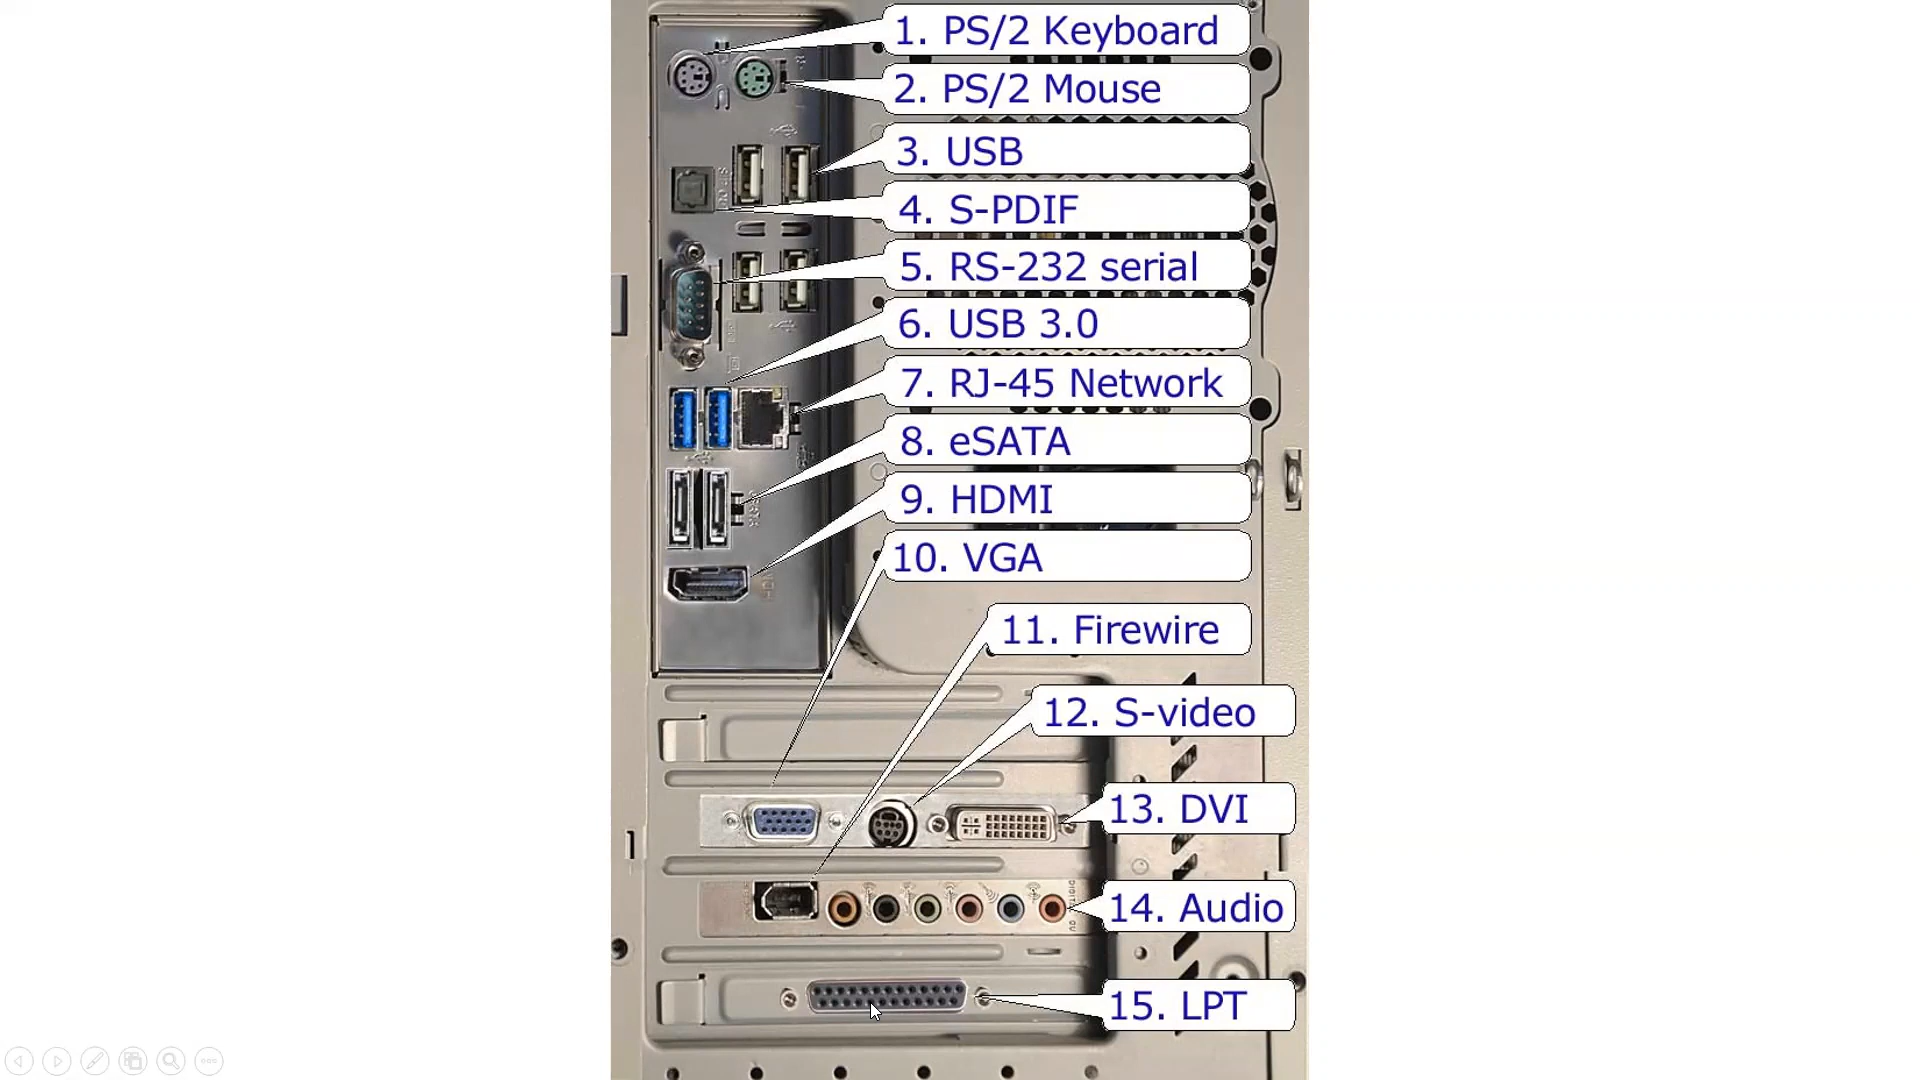 1. PS/2 Keyboard
2. PS/2 Mouse
3. USB
4. S-PDIF
5. RS-232 serial
6. USB 3.0
7. RJ-45 Network
8. eSATA
9. HDMI
10. VGA
11. Firewire
12. S-video
13. DVI
14. Audio
15. LPT